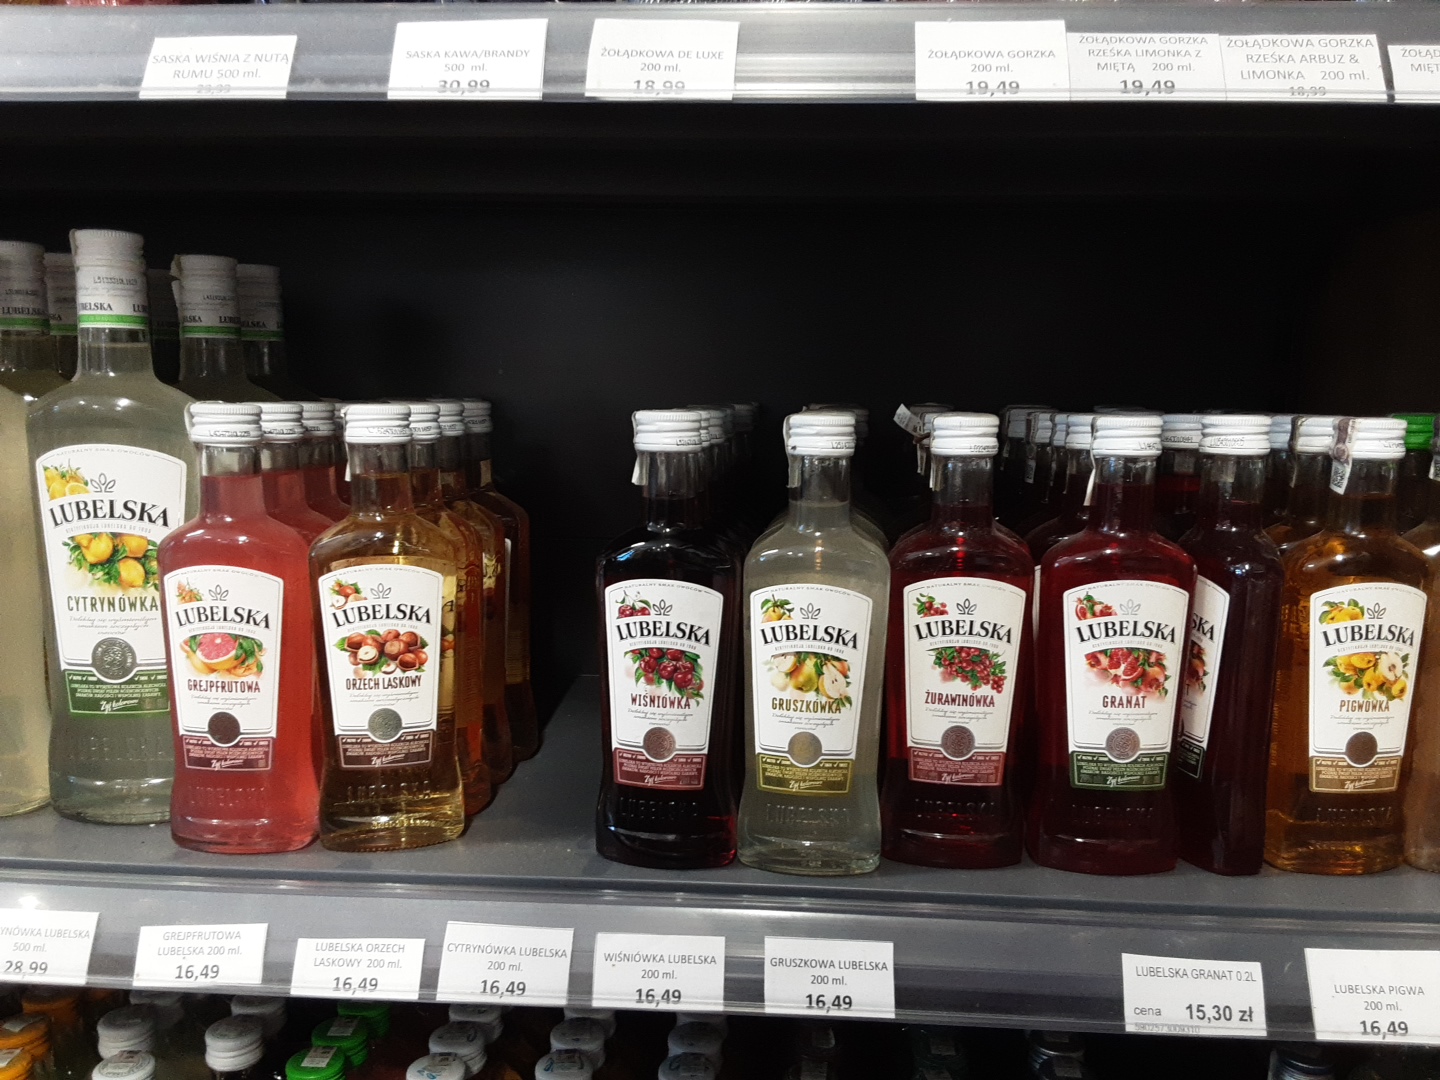 SASKA WIŚNIA Z NUTĄ
RUMU 500 ml.
SASKA KAWA/BRANDY
500 ml.
30,99
ŻOŁĄDKOWA DE LUXE
200 ml.
18,99
ŻOŁĄDKOWA GORZKA
200 ml.
19,49
ŻOŁĄDKOWA GORZKA
RZEŚKA LIMONKA Z
MIĘTĄ 200 ml.
19,49
ŻOŁĄDKOWA GORZKA
RZEŚKA ARBUZ &
LIMONKA 200 ml.
18,99
LUBELSKA
CYTRYNÓWKA
LUBELSKA
GREJPFRUTOWA
LUBELSKA
ORZECH LASKOWY
LUBELSKA
WIŚNIÓWKA
LUBELSKA
GRUSZKÓWKA
LUBELSKA
ŻURAWINÓWKA
LUBELSKA
GRANAT
LUBELSKA
PIGWÓWKA
YNÓWKA LUBELSKA
500 ml.
28,99
GREJPFRUTOWA
LUBELSKA 200 ml.
16,49
LUBELSKA ORZECH
LASKOWY 200 ml.
16,49
CYTRYNÓWKA LUBELSKA
200 ml.
16,49
WIŚNIÓWKA LUBELSKA
200 ml.
16,49
GRUSZKOWA LUBELSKA
200 ml.
16,49
LUBELSKA GRANAT 0.2L
cena 15,30 zł
LUBELSKA PIGWA
200 ml.
16,49